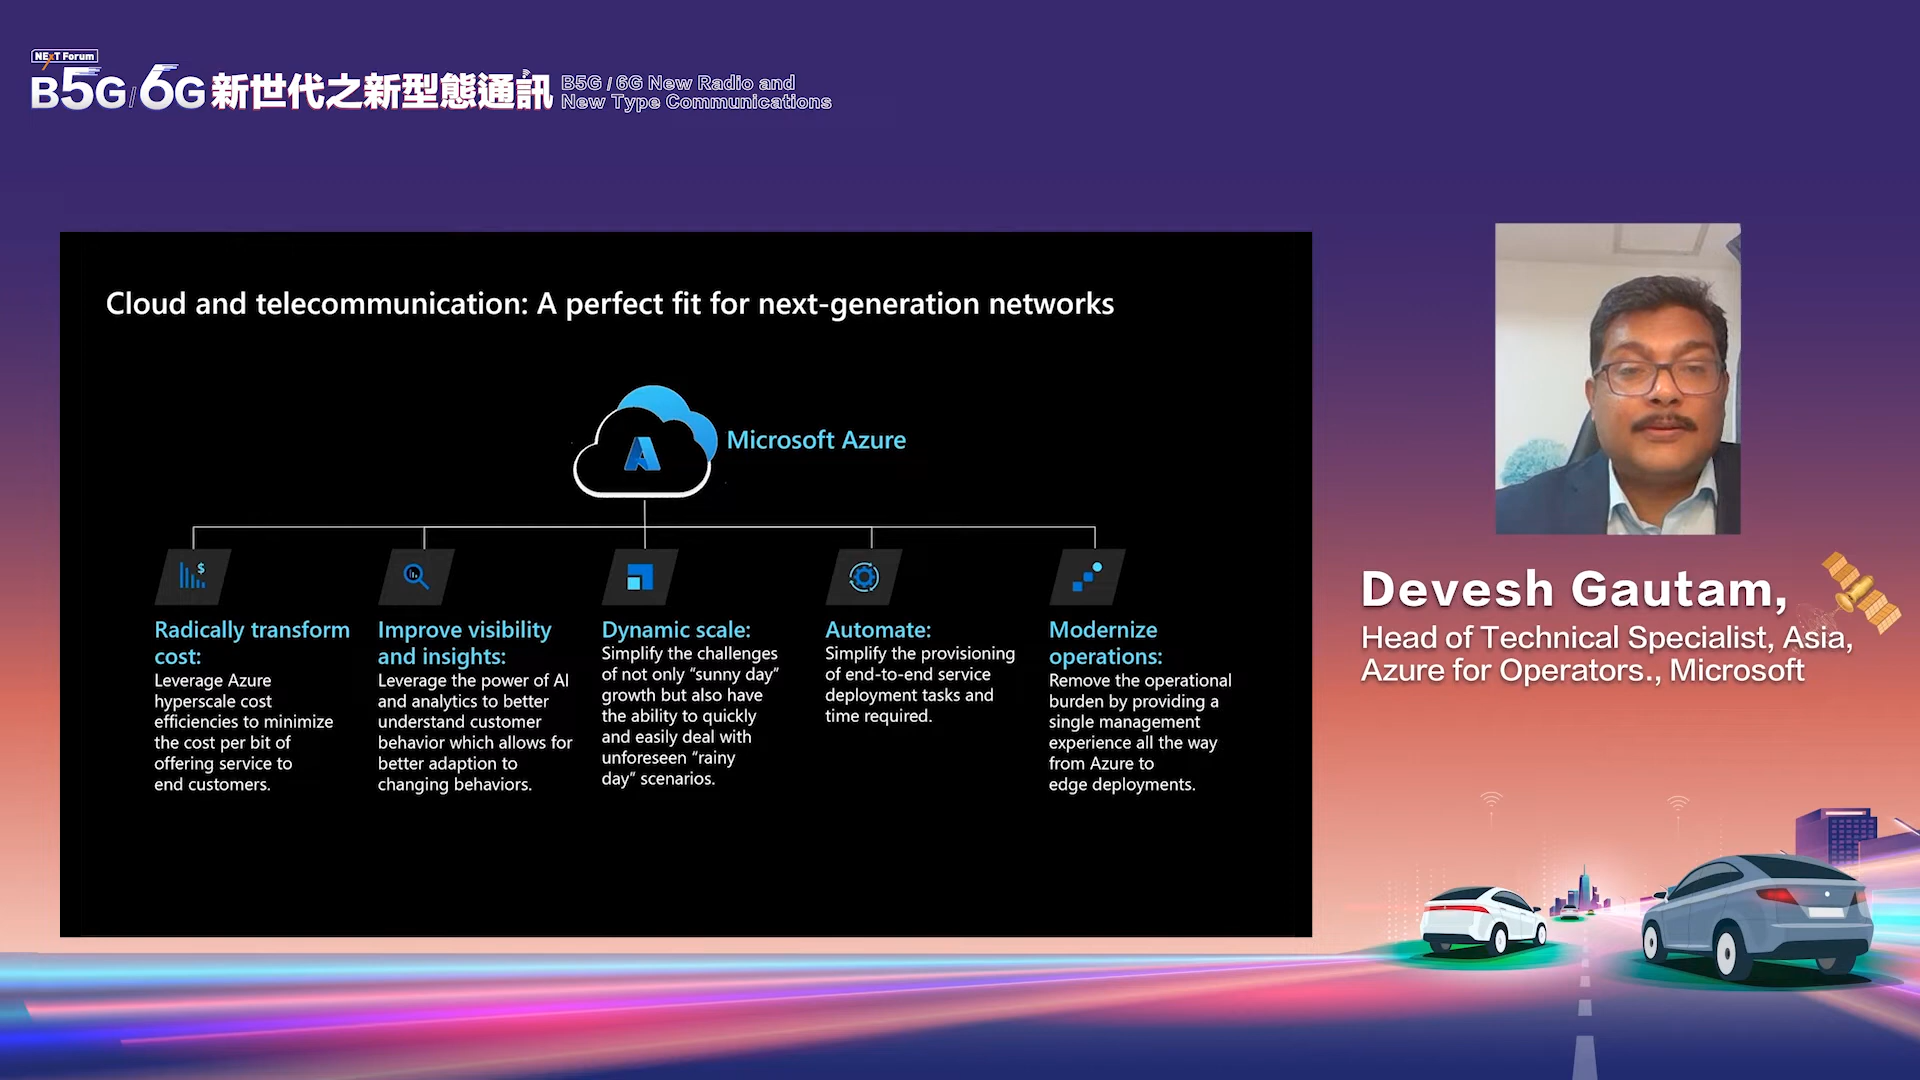 NExT Forum
B5G/6G新世代之新型態通訊
B5G / 6G New Radio and
New Type Communications
Cloud and telecommunication: A perfect fit for next-generation networks
Microsoft Azure
Radically transform
cost:
Leverage Azure
hyperscale cost
efficiencies to minimize
the cost per bit of
offering service to
end customers.
Improve visibility
and insights:
Leverage the power of AI
and analytics to better
understand customer
behavior which allows for
better adaption to
changing behaviors.
Dynamic scale:
Simplify the challenges
of not only “sunny day”
growth but also have
the ability to quickly
and easily deal with
unforeseen “rainy
day” scenarios.
Automate:
Simplify the provisioning
of end-to-end service
deployment tasks and
time required.
Modernize
operations:
Remove the operational
burden by providing a
single management
experience all the way
from Azure to
edge deployments.
Devesh Gautam,
Head of Technical Specialist, Asia,
Azure for Operators., Microsoft